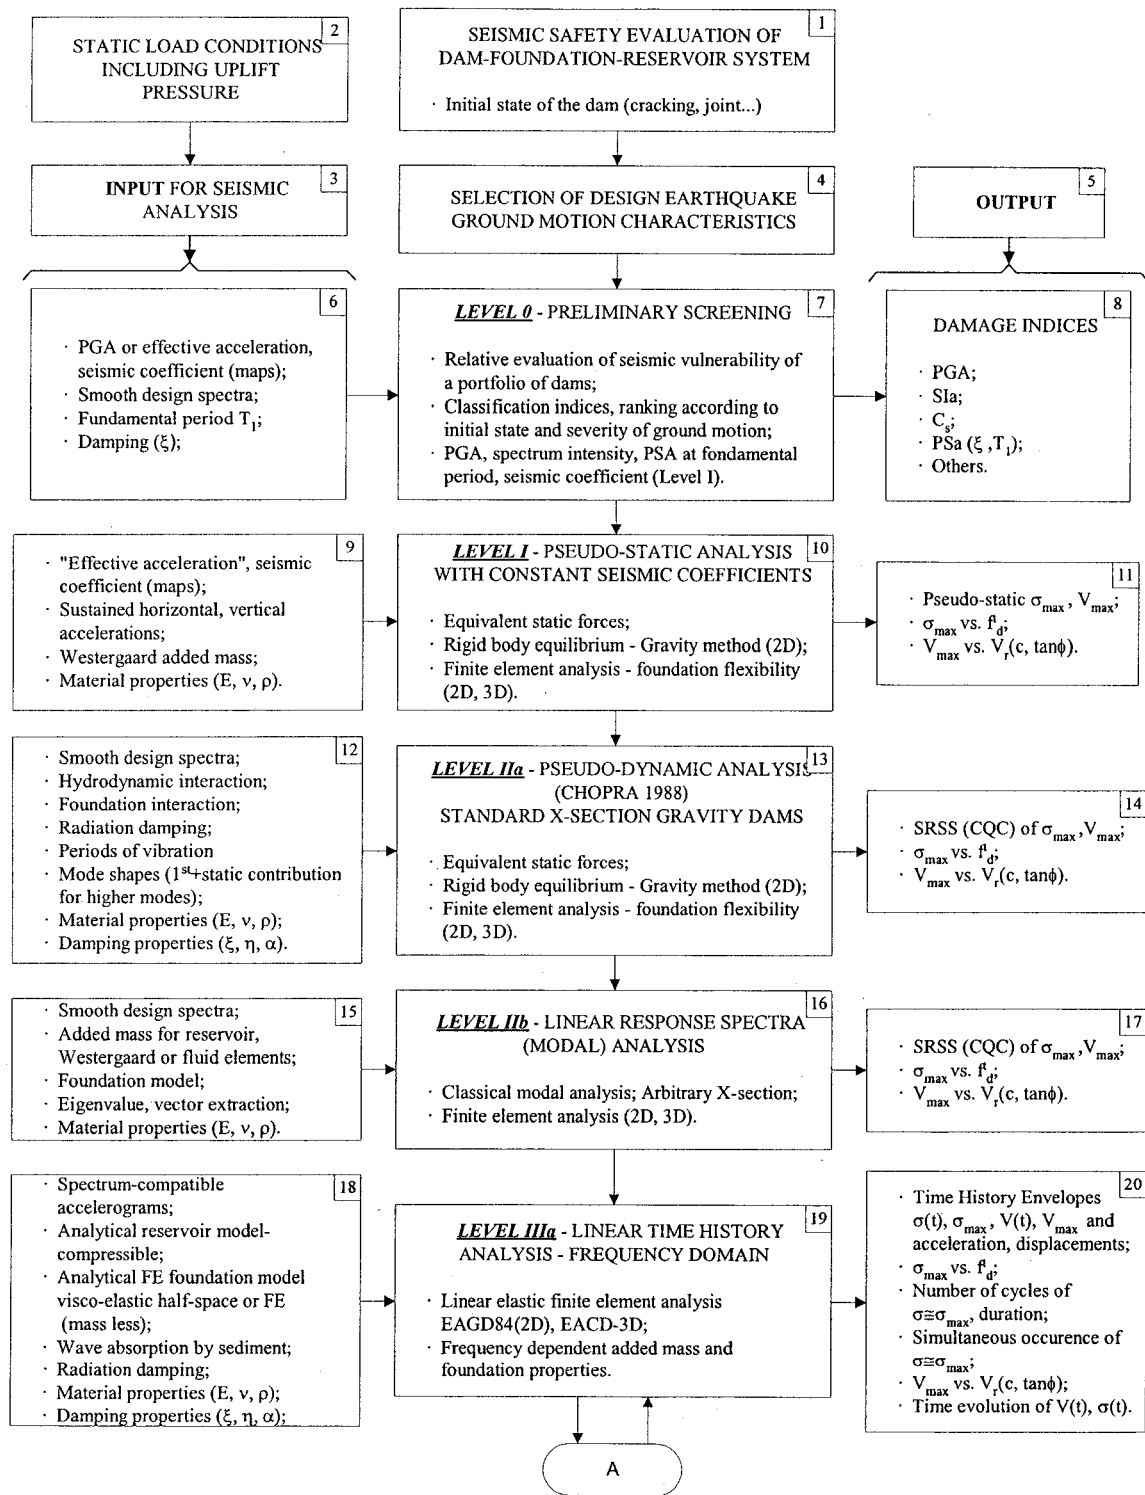 2
STATIC LOAD CONDITIONS
INCLUDING UPLIFT
PRESSURE
1
SEISMIC SAFETY EVALUATION OF
DAM-FOUNDATION-RESERVOIR SYSTEM
· Initial state of the dam (cracking, joint...)
3
INPUT FOR SEISMIC
ANALYSIS
4
SELECTION OF DESIGN EARTHQUAKE
GROUND MOTION CHARACTERISTICS
5
OUTPUT
6
· PGA or effective acceleration,
seismic coefficient (maps);
· Smooth design spectra;
· Fundamental period T₁;
· Damping (ξ);
7
LEVEL 0 - PRELIMINARY SCREENING
· Relative evaluation of seismic vulnerability of
a portfolio of dams;
· Classification indices, ranking according to
initial state and severity of ground motion;
· PGA, spectrum intensity, PSA at fondamental
period, seismic coefficient (Level I).
8
DAMAGE INDICES
· PGA;
· SIa;
· Cₛ;
· PSa (ξ ,T₁);
· Others.
9
· "Effective acceleration", seismic
coefficient (maps);
· Sustained horizontal, vertical
accelerations;
· Westergaard added mass;
· Material properties (E, ν, ρ).
10
LEVEL I - PSEUDO-STATIC ANALYSIS
WITH CONSTANT SEISMIC COEFFICIENTS
· Equivalent static forces;
· Rigid body equilibrium - Gravity method (2D);
· Finite element analysis - foundation flexibility
(2D, 3D).
11
· Pseudo-static σmax, Vmax;
· σmax vs. f'd;
· Vmax vs. Vr(c, tanφ).
12
· Smooth design spectra;
· Hydrodynamic interaction;
· Foundation interaction;
· Radiation damping;
· Periods of vibration
· Mode shapes (1st+static contribution
for higher modes);
· Material properties (E, ν, ρ);
· Damping properties (ξ, η, α).
13
LEVEL IIa - PSEUDO-DYNAMIC ANALYSIS
(CHOPRA 1988)
STANDARD X-SECTION GRAVITY DAMS
· Equivalent static forces;
· Rigid body equilibrium - Gravity method (2D);
· Finite element analysis - foundation flexibility
(2D, 3D).
14
· SRSS (CQC) of σmax,Vmax;
· σmax vs. f'd;
· Vmax vs. Vr(c, tanφ).
15
· Smooth design spectra;
· Added mass for reservoir,
Westergaard or fluid elements;
· Foundation model;
· Eigenvalue, vector extraction;
· Material properties (E, ν, ρ).
16
LEVEL IIb - LINEAR RESPONSE SPECTRA
(MODAL) ANALYSIS
· Classical modal analysis; Arbitrary X-section;
· Finite element analysis (2D, 3D).
17
· SRSS (CQC) of σmax,Vmax;
· σmax vs. f'd;
· Vmax vs. Vr(c, tanφ).
18
· Spectrum-compatible
accelerograms;
· Analytical reservoir model-
compressible;
· Analytical FE foundation model
visco-elastic half-space or FE
(mass less);
· Wave absorption by sediment;
· Radiation damping;
· Material properties (E, ν, ρ);
· Damping properties (ξ, η, α);
19
LEVEL IIIa - LINEAR TIME HISTORY
ANALYSIS - FREQUENCY DOMAIN
· Linear elastic finite element analysis
EAGD84(2D), EACD-3D;
· Frequency dependent added mass and
foundation properties.
20
· Time History Envelopes
σ(t), σmax, V(t), Vmax and
acceleration, displacements;
· σmax vs. f'd;
· Number of cycles of
σ≅σmax, duration;
· Simultaneous occurence of
σ≅σmax;
· Vmax vs. Vr(c, tanφ);
· Time evolution of V(t), σ(t).
A